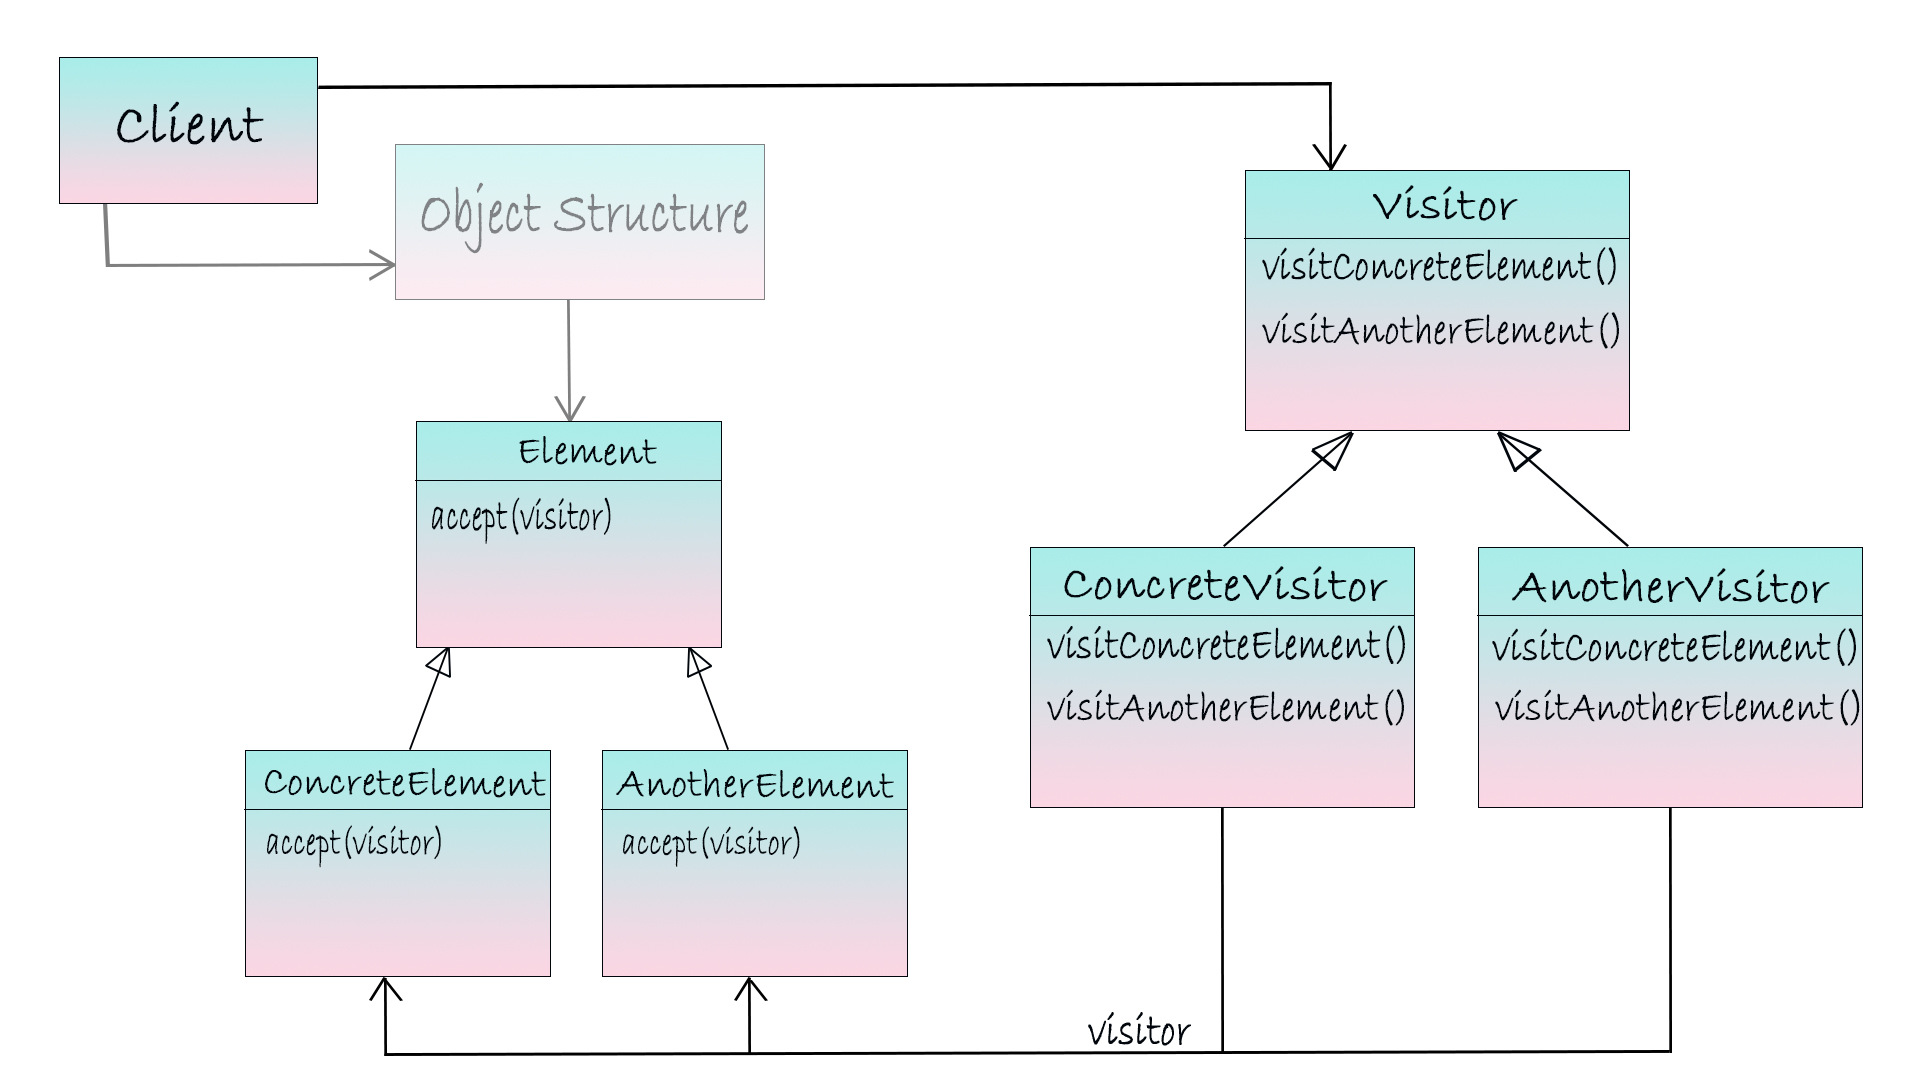 Client
Object Structure
Visitor
visitConcreteElement()
visitAnotherElement()
Element
accept(visitor)
ConcreteVisitor
visitConcreteElement()
visitAnotherElement()
AnotherVisitor
visitConcreteElement()
visitAnotherElement()
ConcreteElement
accept(visitor)
AnotherElement
accept(visitor)
visitor